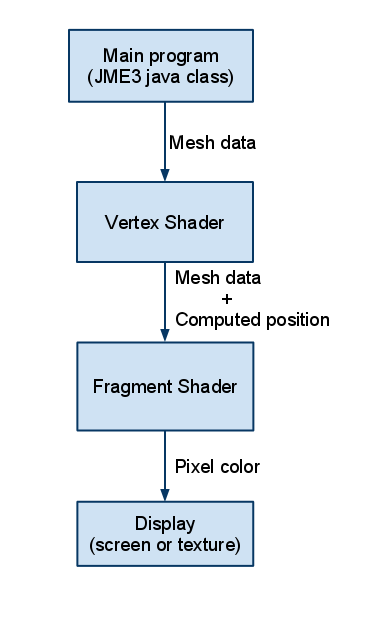 Main program
(JME3 java class)
Mesh data
Vertex Shader
Mesh data
+
Computed position
Fragment Shader
Pixel color
Display
(screen or texture)